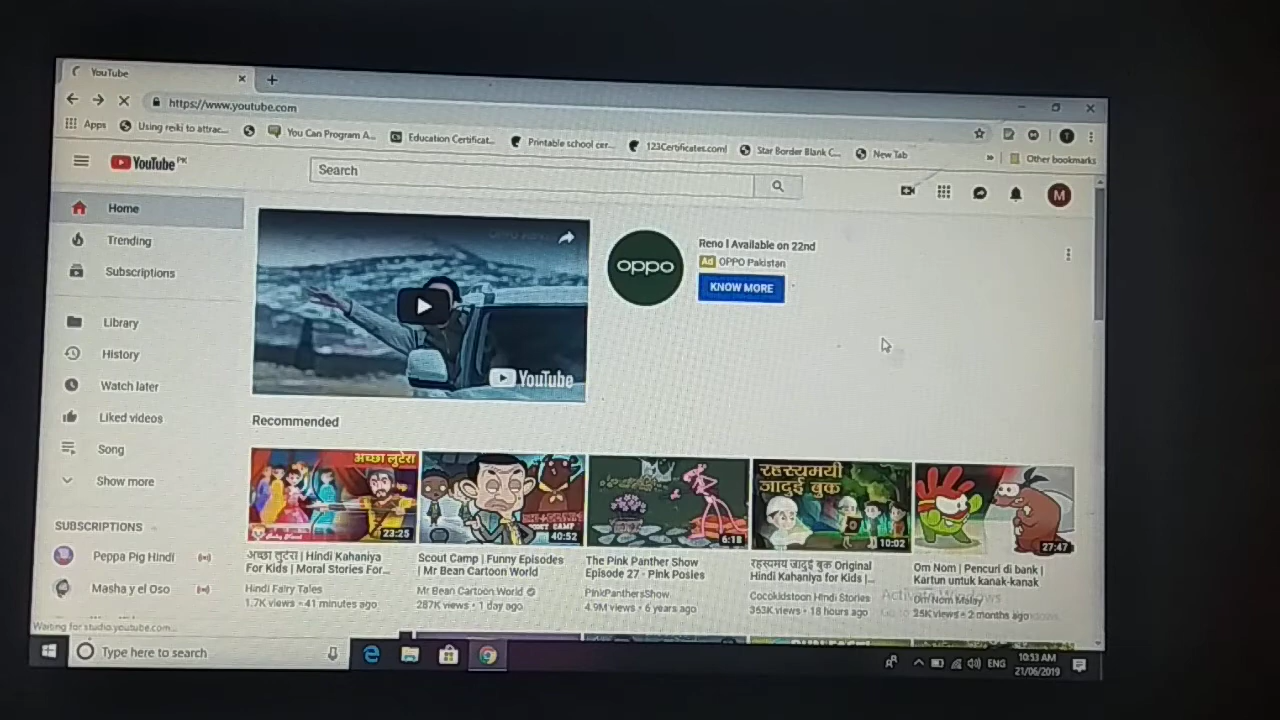 YouTube
https://www.youtube.com
Apps
Using reiki to attrac...
You Can Program A...
Education Certificat...
Printable school cer...
123Certificates.com|
Star Border Blank C...
New Tab
Other bookmarks
YouTube PK
Search
M
Home
Trending
Subscriptions
Library
History
Watch later
Liked videos
Song
Show more
SUBSCRIPTIONS
Peppa Pig Hindi
Masha y el Oso
YouTube
oppo
Reno | Available on 22nd
Ad OPPO Pakistan
KNOW MORE
Recommended
अच्छा लुटेरा
23:25
40:52
6:18
रहस्यमयी
जादुई बुक
10:02
27:47
अच्छा लुटेरा | Hindi Kahaniya
For Kids | Moral Stories For...
Hindi Fairy Tales
1.7K views • 41 minutes ago
Scout Camp | Funny Episodes
| Mr Bean Cartoon World
Mr Bean Cartoon World
287K views • 1 day ago
The Pink Panther Show
Episode 27 - Pink Posies
PinkPanthersShow
4.9M views • 6 years ago
रहस्यमय जादुई बुक Original
Hindi Kahaniya for Kids |...
Cocokidstoon Hindi Stories
363K views • 18 hours ago
Om Nom | Pencuri di bank |
Kartun untuk kanak-kanak
Om Nom Malay
25K views • 2 months ago
Activate Windows
Waiting for studio.youtube.com...
Type here to search
ENG
10:53 AM
21/06/2019